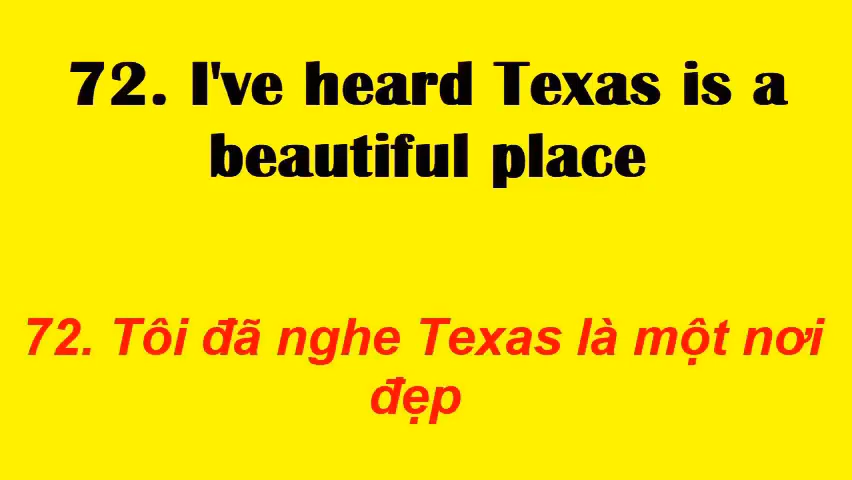 72. I've heard Texas is a
beautiful place
72. Tôi đã nghe Texas là một nơi
đẹp